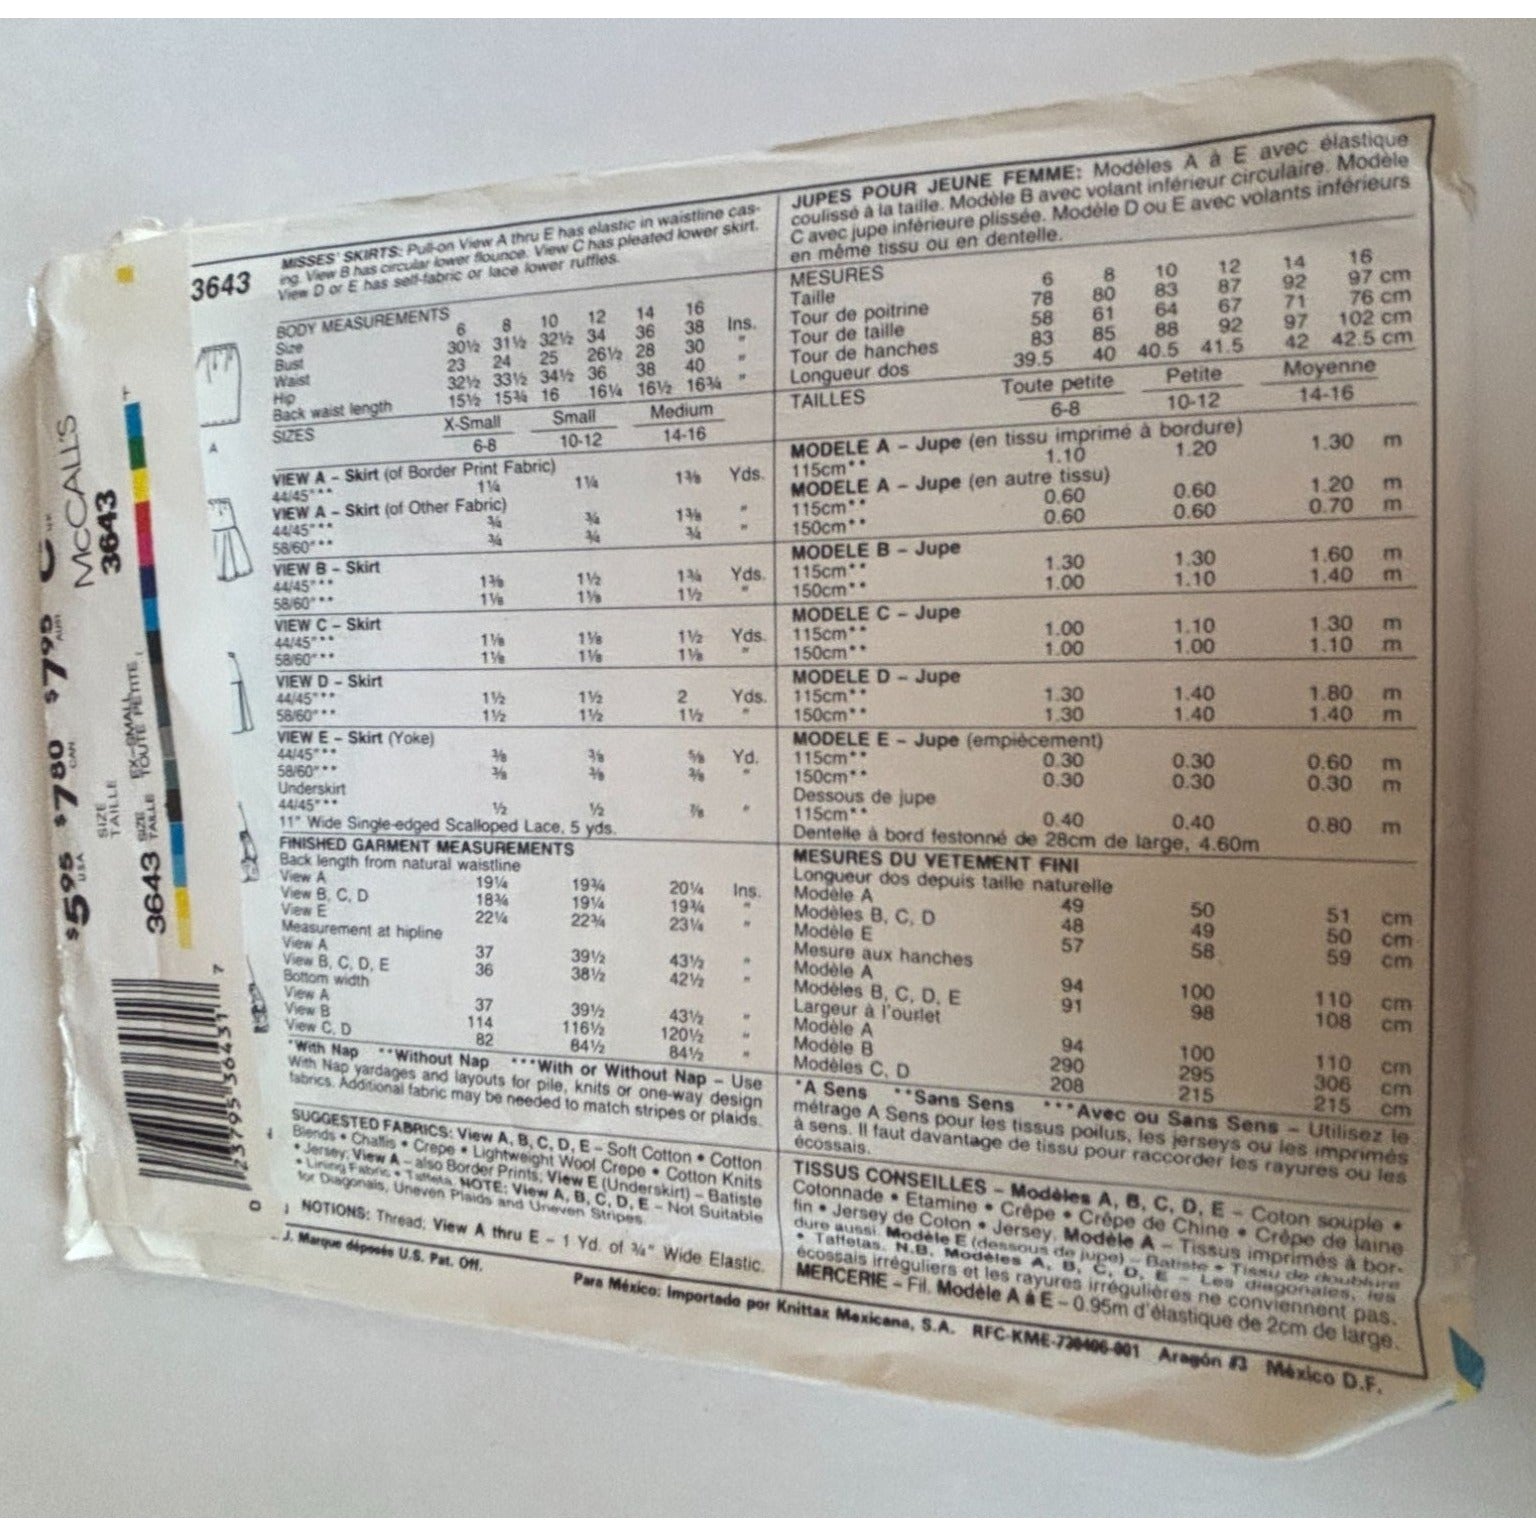 3643
MISSES' SKIRTS: Pull-on View A thru E has elastic in waistline cas-
ing. View B has circular lower flounce. View C has pleated lower skirt.
View D or E has self-fabric or lace lower ruffles.
BODY MEASUREMENTS
Size 6 8 10 12 14 16
Bust 30½ 31½ 32½ 34 36 38 Ins.
Waist 23 24 25 26½ 28 30 "
Hip 32½ 33½ 34½ 36 38 40 "
Back waist length 15½ 15¾ 16 16¼ 16½ 16¾ "
SIZES X-Small Small Medium
6-8 10-12 14-16
VIEW A – Skirt (of Border Print Fabric)
44/45"*** 1¼ 1¼ 1⅜ Yds.
VIEW A – Skirt (of Other Fabric)
44/45"*** ¾ ¾ 1⅜ "
58/60"*** ¾ ¾ ¾ "
VIEW B – Skirt
44/45"*** 1⅜ 1½ 1¾ Yds.
58/60"*** 1⅛ 1⅛ 1½ "
VIEW C – Skirt
44/45"*** 1⅛ 1⅛ 1½ Yds.
58/60"*** 1⅛ 1⅛ 1⅛ "
VIEW D – Skirt
44/45"*** 1½ 1½ 2 Yds.
58/60"*** 1½ 1½ 1½ "
VIEW E – Skirt (Yoke)
44/45"*** ⅜ ⅜ ⅝ Yd.
58/60"*** ⅜ ⅜ ⅜ "
Underskirt
44/45"*** ½ ½ ⅞ "
11" Wide Single-edged Scalloped Lace, 5 yds.
FINISHED GARMENT MEASUREMENTS
Back length from natural waistline
View A 19¼ 19¾ 20¼ Ins.
View B, C, D 18¾ 19¼ 19¾ "
View E 22¼ 22¾ 23¼ "
Measurement at hipline
View A 37 39½ 43½ "
View B, C, D, E 36 38½ 42½ "
Bottom width
View A 37 39½ 43½ "
View B 114 116½ 120½ "
View C, D 82 84½ 84½ "
*With Nap **Without Nap ***With or Without Nap – Use
With Nap yardages and layouts for pile, knits or one-way design
fabrics. Additional fabric may be needed to match stripes or plaids.
SUGGESTED FABRICS: View A, B, C, D, E – Soft Cotton • Cotton
Blends • Challis • Crepe • Lightweight Wool Crepe • Cotton Knits
• Jersey; View A – also Border Prints; View E (Underskirt) – Batiste
• Lining Fabric • Taffeta. NOTE: View A, B, C, D, E – Not Suitable
for Diagonals, Uneven Plaids and Uneven Stripes.
NOTIONS: Thread; View A thru E – 1 Yd. of ¾" Wide Elastic.
JUPES POUR JEUNE FEMME: Modèles A à E avec élastique
coulissé à la taille. Modèle B avec volant inférieur circulaire. Modèle
C avec jupe inférieure plissée. Modèle D ou E avec volants inférieurs
en même tissu ou en dentelle.
MESURES
Taille 6 8 10 12 14 16
Tour de poitrine 78 80 83 87 92 97 cm
Tour de taille 58 61 64 67 71 76 cm
Tour de hanches 83 85 88 92 97 102 cm
Longueur dos 39.5 40 40.5 41.5 42 42.5 cm
TAILLES Toute petite Petite Moyenne
6-8 10-12 14-16
MODELE A – Jupe (en tissu imprimé à bordure)
115cm** 1.10 1.20 1.30 m
MODELE A – Jupe (en autre tissu)
115cm** 0.60 0.60 1.20 m
150cm** 0.60 0.60 0.70 m
MODELE B – Jupe
115cm** 1.30 1.30 1.60 m
150cm** 1.00 1.10 1.40 m
MODELE C – Jupe
115cm** 1.00 1.10 1.30 m
150cm** 1.00 1.00 1.10 m
MODELE D – Jupe
115cm** 1.30 1.40 1.80 m
150cm** 1.30 1.40 1.40 m
MODELE E – Jupe (empiècement)
115cm** 0.30 0.30 0.60 m
150cm** 0.30 0.30 0.30 m
Dessous de jupe
115cm** 0.40 0.40 0.80 m
Dentelle à bord festonné de 28cm de large, 4.60m
MESURES DU VETEMENT FINI
Longueur dos depuis taille naturelle
Modèle A 49 50 51 cm
Modèles B, C, D 48 49 50 cm
Modèle E 57 58 59 cm
Mesure aux hanches
Modèle A 94 100 110 cm
Modèles B, C, D, E 91 98 108 cm
Largeur à l'ourlet
Modèle A 94 100 110 cm
Modèle B 290 295 306 cm
Modèles C, D 208 215 215 cm
*A Sens **Sans Sens ***Avec ou Sans Sens – Utilisez le
métrage A Sens pour les tissus poilus, les jerseys ou les imprimés
à sens. Il faut davantage de tissu pour raccorder les rayures ou les
écossais.
TISSUS CONSEILLES – Modèles A, B, C, D, E – Coton souple •
Cotonnade • Etamine • Crêpe • Crêpe de Chine • Crêpe de laine
fin • Jersey de Coton • Jersey. Modèle A – Tissus imprimés à bor-
dure aussi. Modèle E (dessous de jupe) – Batiste • Tissu de doublure
• Taffetas. N.B. Modèles A, B, C, D, E – Les diagonales, les
écossais irréguliers et les rayures irrégulières ne conviennent pas.
MERCERIE – Fil. Modèle A à E – 0.95m d'élastique de 2cm de large.
J. Marque déposée U.S. Pat. Off.
Para México: Importado por Knittax Mexicana, S.A. RFC-KME-720406-001 Aragón #3 México D.F.
A
McCALL'S
3643
$5.95 USA $7.80 CAN $7.95 AUST
SIZE
TAILLE
3643 SIZE TAILLE EX-SMALL TOUTE PETITE
0 23795 36431 7